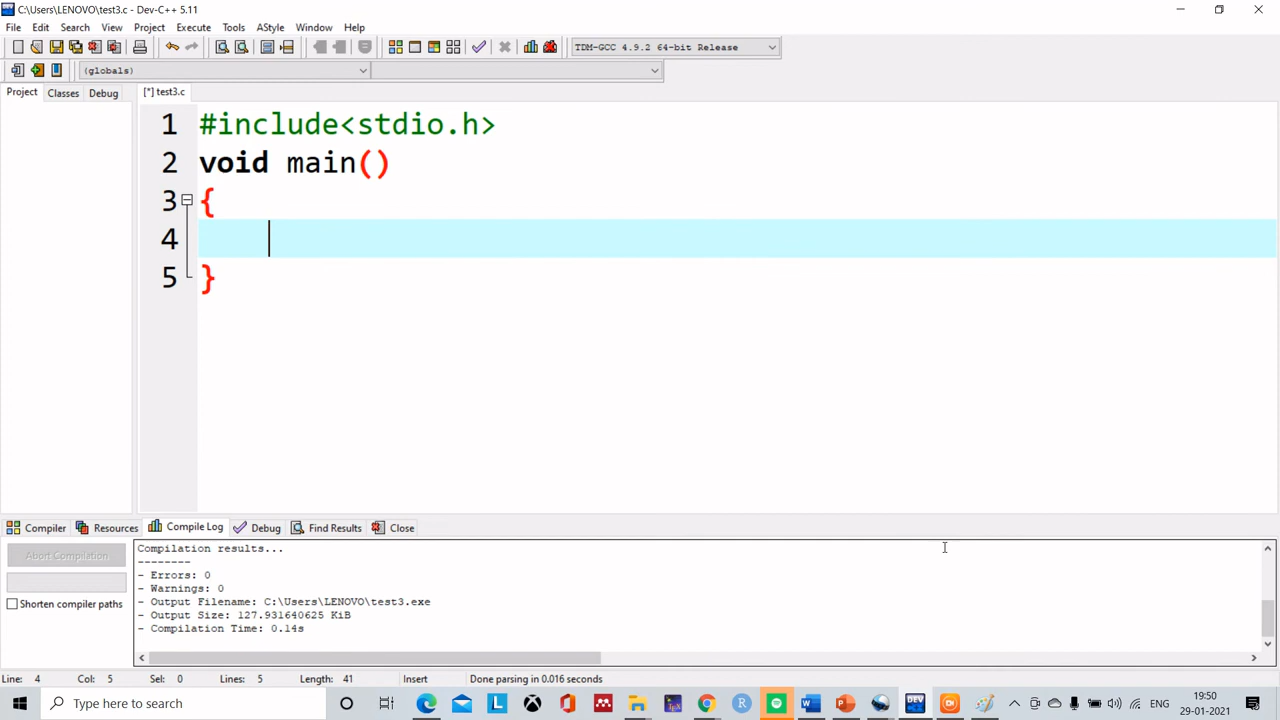 C:\Users\LENOVO\test3.c - Dev-C++ 5.11
File Edit Search View Project Execute Tools AStyle Window Help
TDM-GCC 4.9.2 64-bit Release
(globals)
Project Classes Debug [*] test3.c
1 #include<stdio.h>
2 void main()
3 {
4
5 }
Compiler Resources Compile Log Debug Find Results Close
Abort Compilation
Shorten compiler paths
Compilation results...
--------
- Errors: 0
- Warnings: 0
- Output Filename: C:\Users\LENOVO\test3.exe
- Output Size: 127.931640625 KiB
- Compilation Time: 0.14s
Line: 4 Col: 5 Sel: 0 Lines: 5 Length: 41 Insert Done parsing in 0.016 seconds
Type here to search
ENG
19:50
29-01-2021